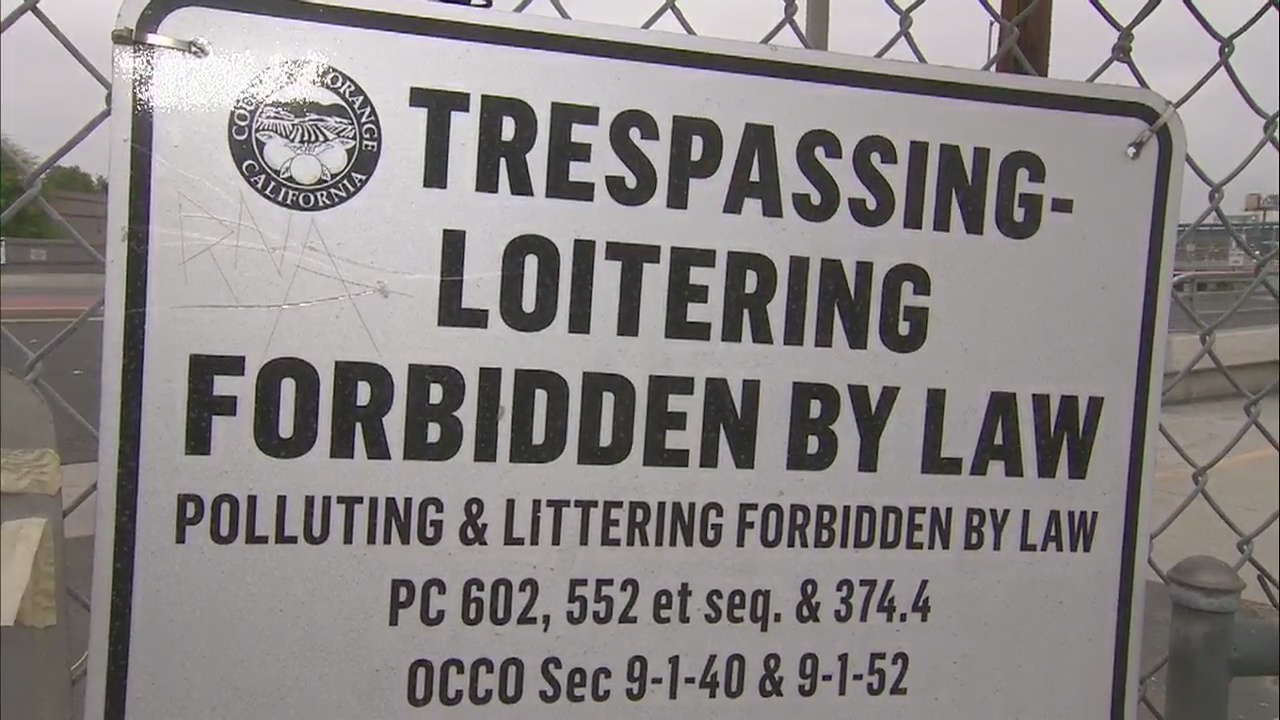 COUNTY OF ORANGE
CALIFORNIA
TRESPASSING-
LOITERING
FORBIDDEN BY LAW
POLLUTING & LITTERING FORBIDDEN BY LAW
PC 602, 552 et seq. & 374.4
OCCO Sec 9-1-40 & 9-1-52